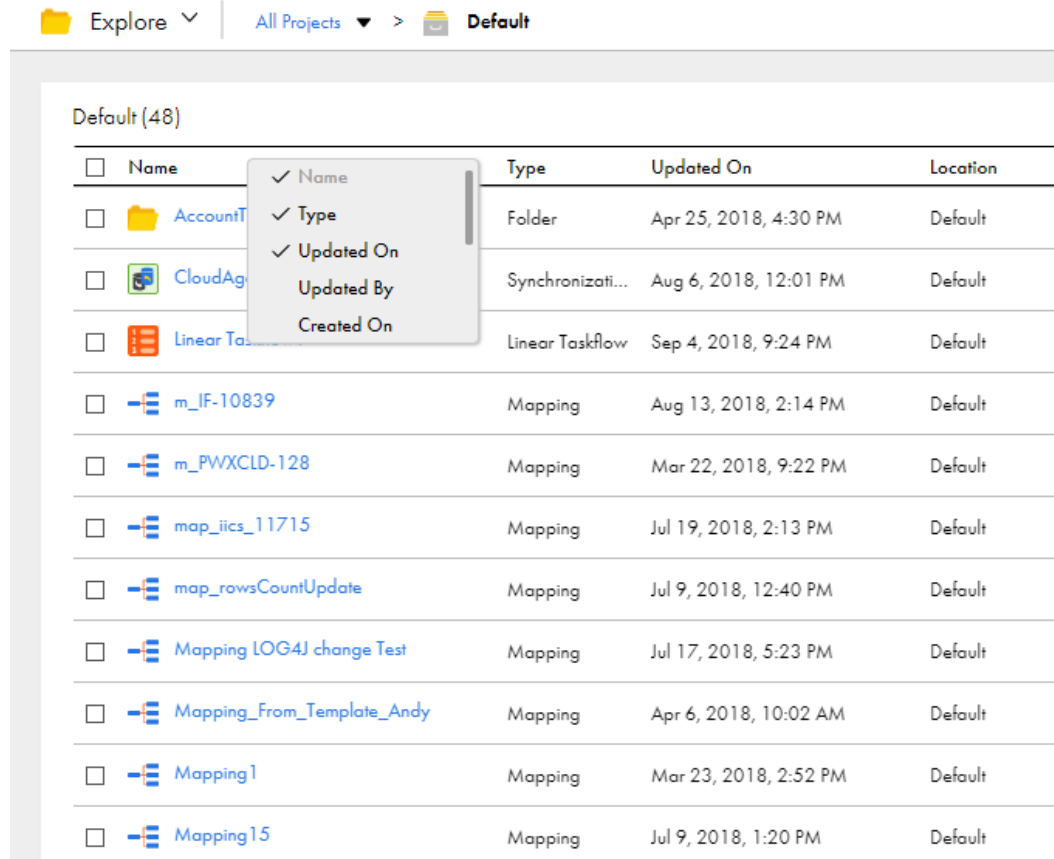 Explore All Projects > Default
Default (48)
Name Type Updated On Location
Name
Type
Updated On
Updated By
Created On
AccountT Folder Apr 25, 2018, 4:30 PM Default
CloudAg Synchronizati... Aug 6, 2018, 12:01 PM Default
Linear Linear Taskflow Sep 4, 2018, 9:24 PM Default
m_IF-10839 Mapping Aug 13, 2018, 2:14 PM Default
m_PWXCLD-128 Mapping Mar 22, 2018, 9:22 PM Default
map_iics_11715 Mapping Jul 19, 2018, 2:13 PM Default
map_rowsCountUpdate Mapping Jul 9, 2018, 12:40 PM Default
Mapping LOG4J change Test Mapping Jul 17, 2018, 5:23 PM Default
Mapping_From_Template_Andy Mapping Apr 6, 2018, 10:02 AM Default
Mapping1 Mapping Mar 23, 2018, 2:52 PM Default
Mapping15 Mapping Jul 9, 2018, 1:20 PM Default